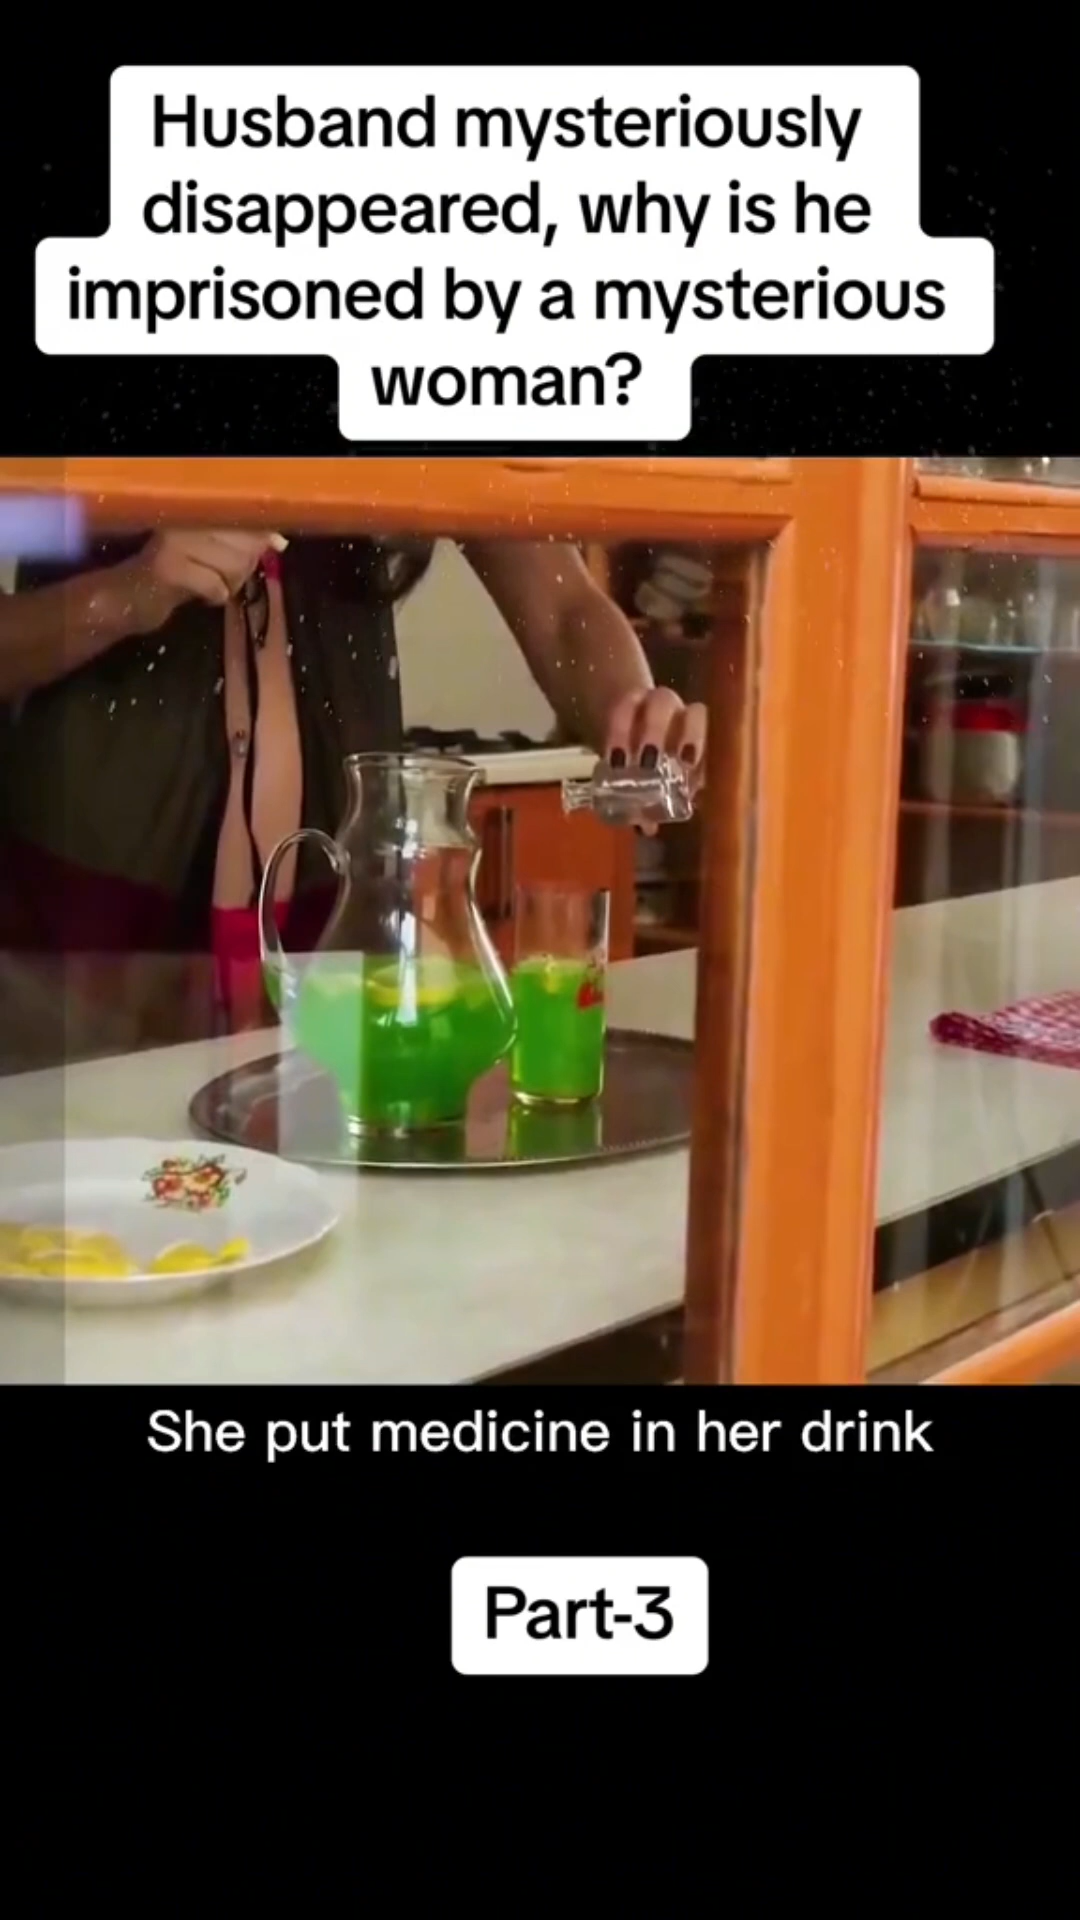 Husband mysteriously
disappeared, why is he
imprisoned by a mysterious
woman?
She put medicine in her drink
Part-3